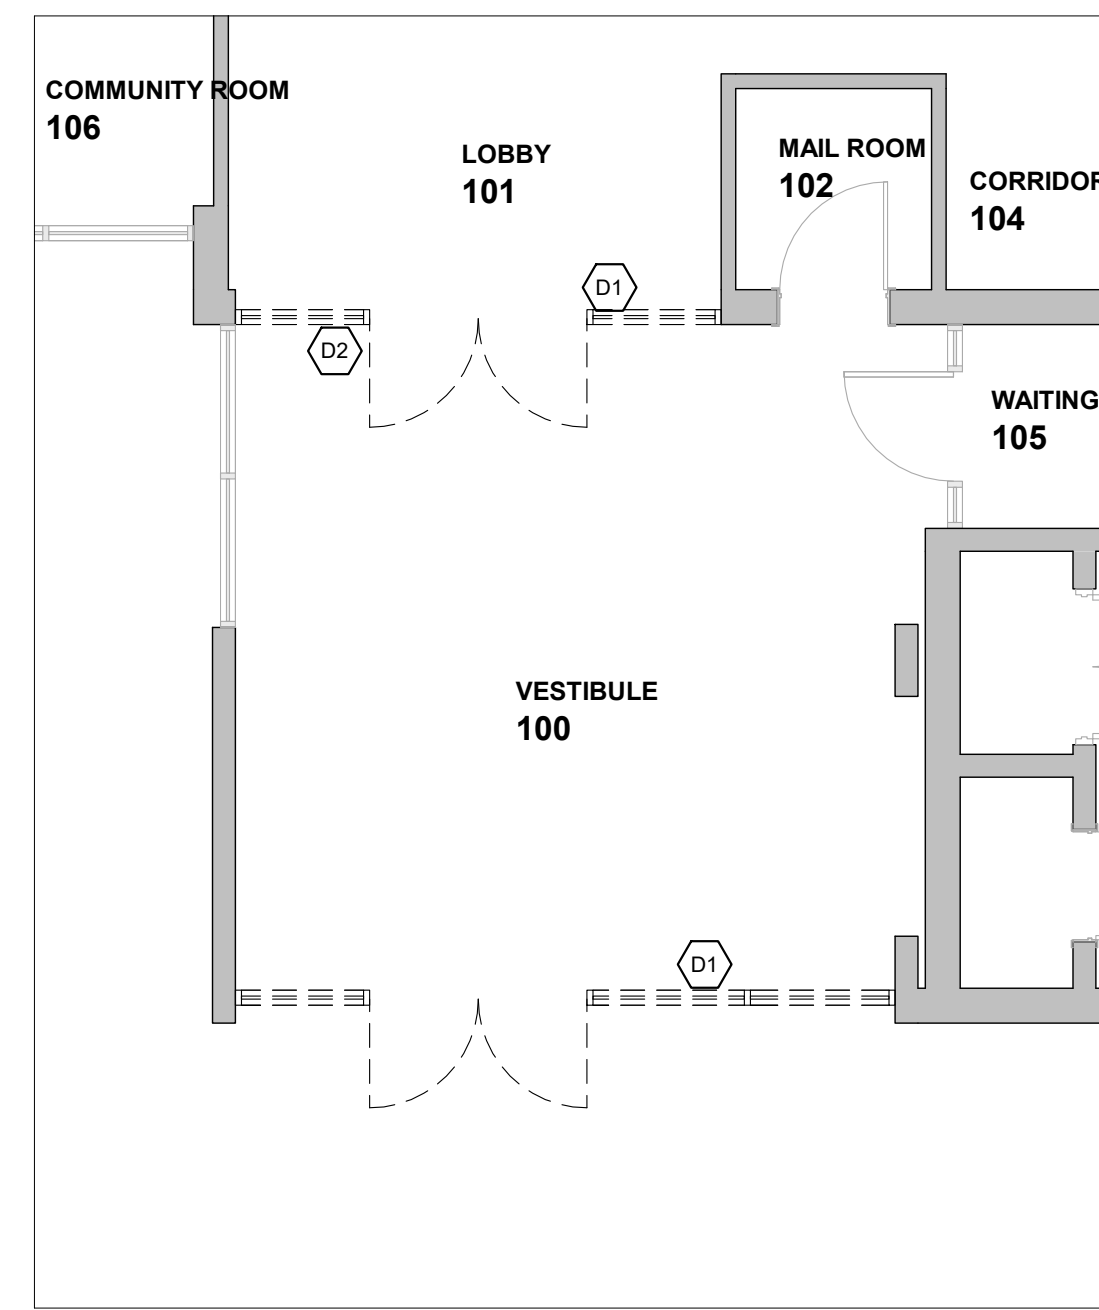 COMMUNITY ROOM
106
LOBBY
101
MAIL ROOM
102
CORRIDOR
104
D1
D2
WAITING
105
VESTIBULE
100
D1